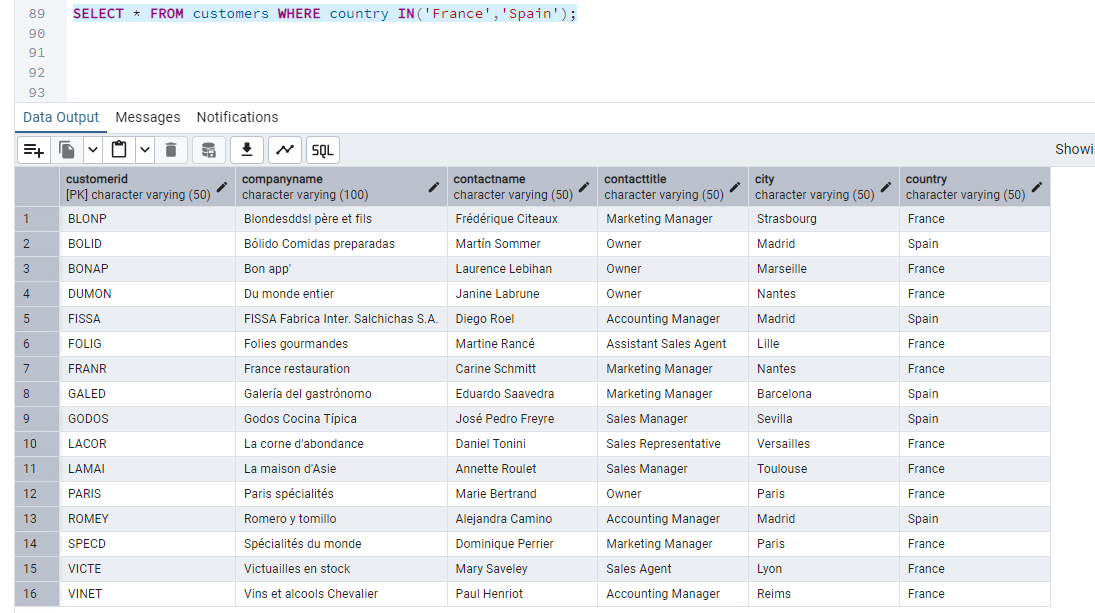 89 SELECT * FROM customers WHERE country IN('France','Spain');
90
91
92
93
Data Output Messages Notifications
SQL Showi
customerid companyname contactname contacttitle city country
[PK] character varying (50) character varying (100) character varying (50) character varying (50) character varying (50) character varying (50)
1 BLONP Blondesddsl père et fils Frédérique Citeaux Marketing Manager Strasbourg France
2 BOLID Bólido Comidas preparadas Martín Sommer Owner Madrid Spain
3 BONAP Bon app' Laurence Lebihan Owner Marseille France
4 DUMON Du monde entier Janine Labrune Owner Nantes France
5 FISSA FISSA Fabrica Inter. Salchichas S.A. Diego Roel Accounting Manager Madrid Spain
6 FOLIG Folies gourmandes Martine Rancé Assistant Sales Agent Lille France
7 FRANR France restauration Carine Schmitt Marketing Manager Nantes France
8 GALED Galería del gastrónomo Eduardo Saavedra Marketing Manager Barcelona Spain
9 GODOS Godos Cocina Típica José Pedro Freyre Sales Manager Sevilla Spain
10 LACOR La corne d'abondance Daniel Tonini Sales Representative Versailles France
11 LAMAI La maison d'Asie Annette Roulet Sales Manager Toulouse France
12 PARIS Paris spécialités Marie Bertrand Owner Paris France
13 ROMEY Romero y tomillo Alejandra Camino Accounting Manager Madrid Spain
14 SPECD Spécialités du monde Dominique Perrier Marketing Manager Paris France
15 VICTE Victuailles en stock Mary Saveley Sales Agent Lyon France
16 VINET Vins et alcools Chevalier Paul Henriot Accounting Manager Reims France